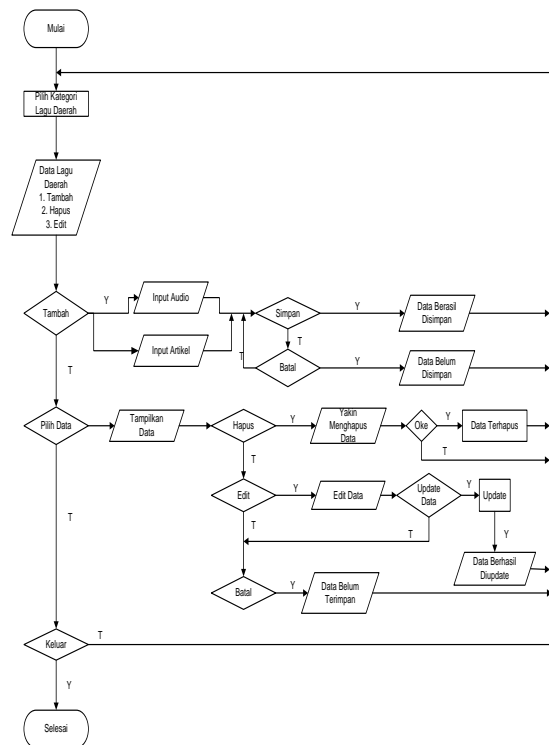 Mulai
Pilih Kategori
Lagu Daerah
Data Lagu
Daerah
1. Tambah
2. Hapus
3. Edit
Tambah
Y
Input Audio
Input Artikel
Simpan
Y
Data Berasil
Disimpan
T
T
Batal
Y
Data Belum
Disimpan
T
Pilih Data
Tampilkan
Data
Hapus
Y
Yakin
Menghapus
Data
Oke
Y
Data Terhapus
T
T
Edit
Y
Edit Data
Update
Data
Y
Update
T
T
T
Y
Data Berhasil
Diupdate
Batal
Y
Data Belum
Terimpan
Keluar
T
Y
Selesai